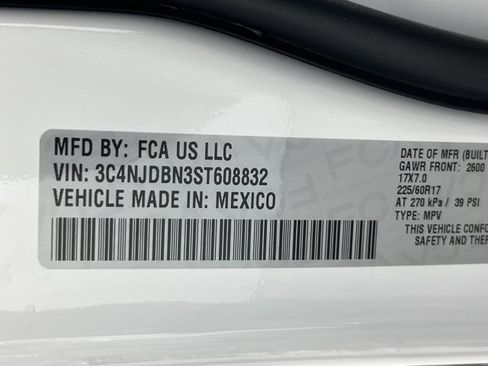 MFD BY: FCA US LLC
VIN: 3C4NJDBN3ST608832
VEHICLE MADE IN: MEXICO
DATE OF MFR (BUILT
GAWR FRONT: 2600
17X7.0
225/60R17
AT 270 kPa / 39 PSI
TYPE: MPV
THIS VEHICLE CONFO
SAFETY AND THEF